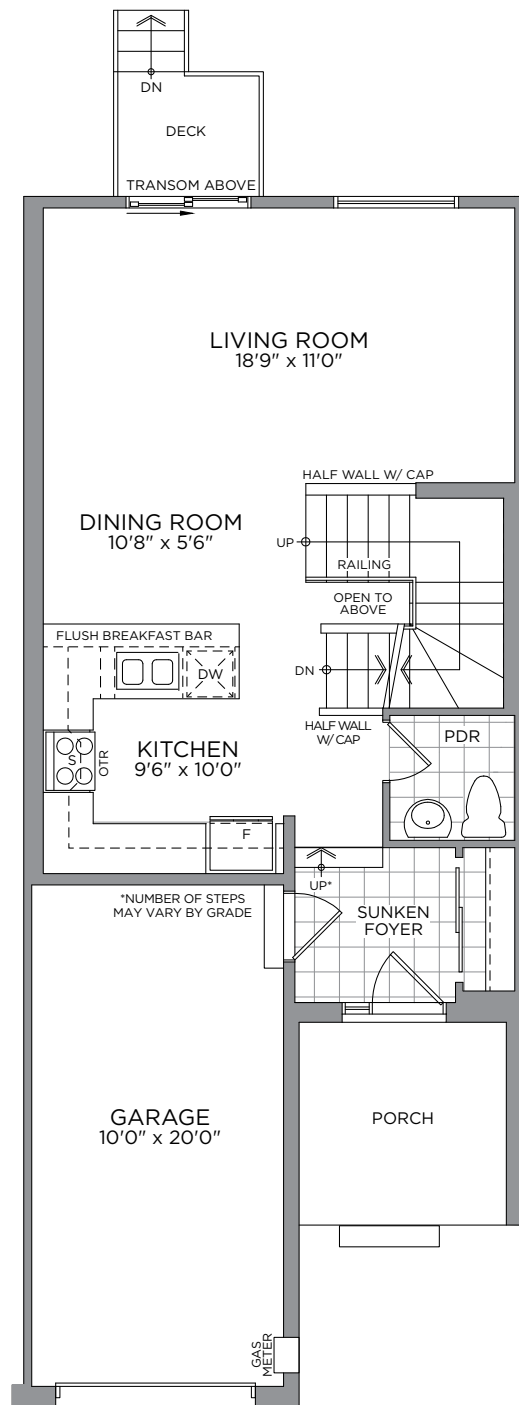 DN
DECK
TRANSOM ABOVE
LIVING ROOM
18'9" x 11'0"
HALF WALL W/ CAP
DINING ROOM
10'8" x 5'6"
UP
RAILING
OPEN TO
ABOVE
FLUSH BREAKFAST BAR
DW
DN
HALF WALL
W/ CAP
PDR
KITCHEN
9'6" x 10'0"
S
OTR
F
UP*
*NUMBER OF STEPS
MAY VARY BY GRADE
SUNKEN
FOYER
GARAGE
10'0" x 20'0"
PORCH
GAS
METER